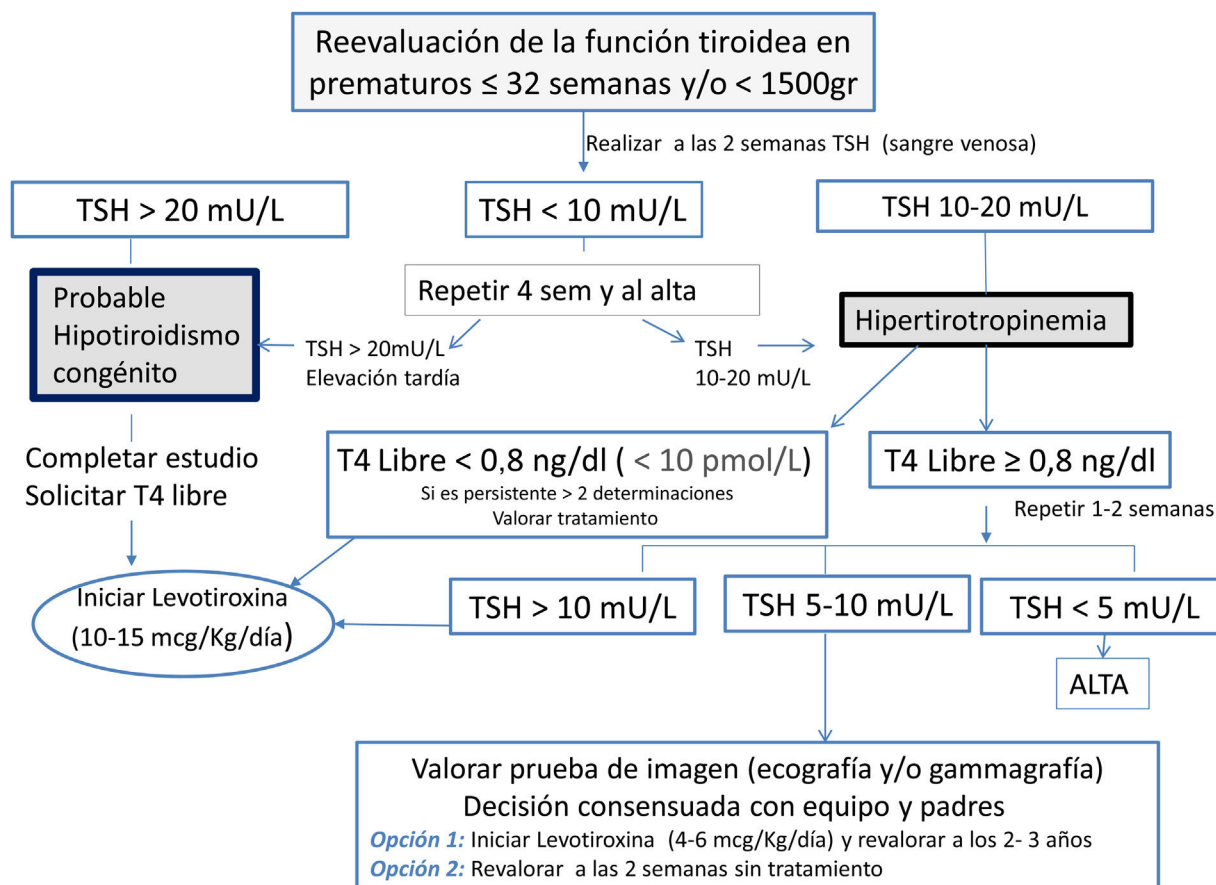 Reevaluación de la función tiroidea en
prematuros ≤ 32 semanas y/o < 1500gr
Realizar a las 2 semanas TSH (sangre venosa)
TSH > 20 mU/L
TSH < 10 mU/L
TSH 10-20 mU/L
Probable
Hipotiroidismo
congénito
Repetir 4 sem y al alta
Hipertirotropinemia
TSH > 20mU/L
Elevación tardía
TSH
10-20 mU/L
Completar estudio
Solicitar T4 libre
T4 Libre < 0,8 ng/dl ( < 10 pmol/L)
Si es persistente > 2 determinaciones
Valorar tratamiento
T4 Libre ≥ 0,8 ng/dl
Repetir 1-2 semanas
Iniciar Levotiroxina
(10-15 mcg/Kg/día)
TSH > 10 mU/L
TSH 5-10 mU/L
TSH < 5 mU/L
ALTA
Valorar prueba de imagen (ecografía y/o gammagrafía)
Decisión consensuada con equipo y padres
Opción 1: Iniciar Levotiroxina (4-6 mcg/Kg/día) y revalorar a los 2- 3 años
Opción 2: Revalorar a las 2 semanas sin tratamiento